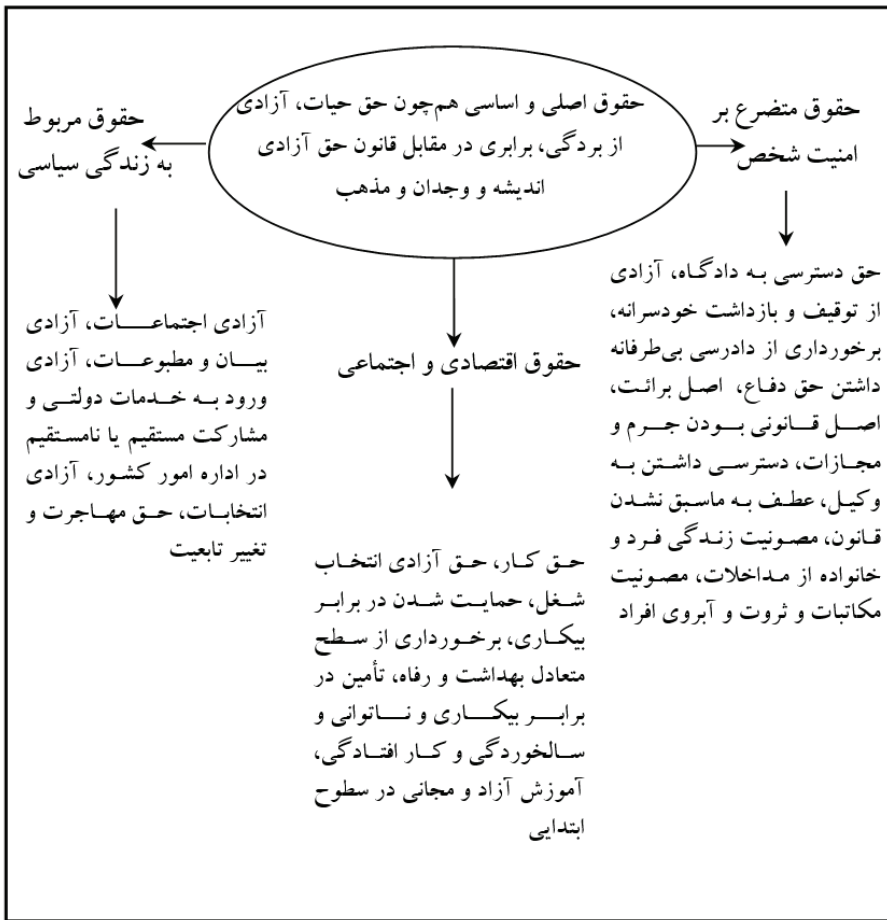 حقوق اصلی و اساسی هم‌چون حق حیات، آزادی
از بردگی، برابری در مقابل قانون حق آزادی
اندیشه و وجدان و مذهب
حقوق متضرع بر
امنیت شخص
حق دسترسی به دادگاه، آزادی
از توقیف و بازداشت خودسرانه،
برخورداری از دادرسی بی‌طرفانه
داشتن حق دفاع، اصل برائت،
اصل قانونی بودن جرم و
مجازات، دسترسی داشتن به
وکیل، عطف به ماسبق نشدن
قانون، مصونیت زندگی فرد و
خانواده از مداخلات، مصونیت
مکاتبات و ثروت و آبروی افراد
حقوق اقتصادی و اجتماعی
حق کار، حق آزادی انتخاب
شغل، حمایت شدن در برابر
بیکاری، برخورداری از سطح
متعادل بهداشت و رفاه، تأمین در
برابر بیکاری و ناتوانی و
سالخوردگی و کار افتادگی،
آموزش آزاد و مجانی در سطوح
ابتدایی
حقوق مربوط
به زندگی سیاسی
آزادی اجتماعات، آزادی
بیان و مطبوعات، آزادی
ورود به خدمات دولتی و
مشارکت مستقیم یا نامستقیم
در اداره امور کشور، آزادی
انتخابات، حق مهاجرت و
تغییر تابعیت